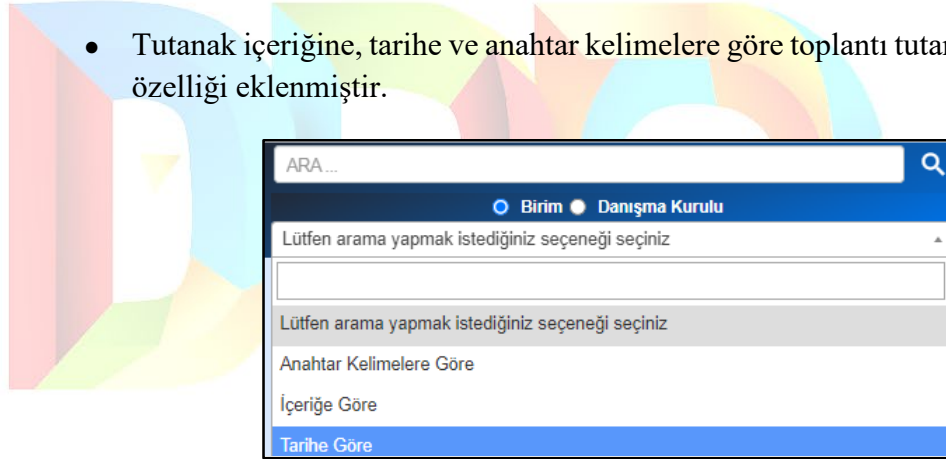 • Tutanak içeriğine, tarihe ve anahtar kelimelere göre toplantı
özelliği eklenmiştir.
ARA ...
Birim Danışma Kurulu
Lütfen arama yapmak istediğiniz seçeneği seçiniz
Lütfen arama yapmak istediğiniz seçeneği seçiniz
Anahtar Kelimelere Göre
İçeriğe Göre
Tarihe Göre